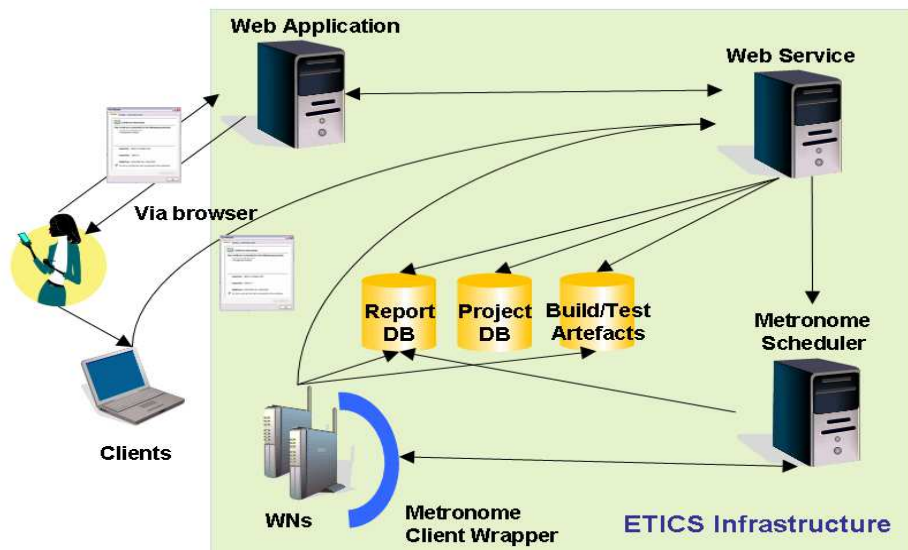 Web Application
Web Service
Via browser
Report
DB
Project
DB
Build/Test
Artefacts
Metronome
Scheduler
Clients
WNs
Metronome
Client Wrapper
ETICS Infrastructure